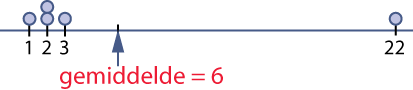 1 2 3 22
gemiddelde = 6